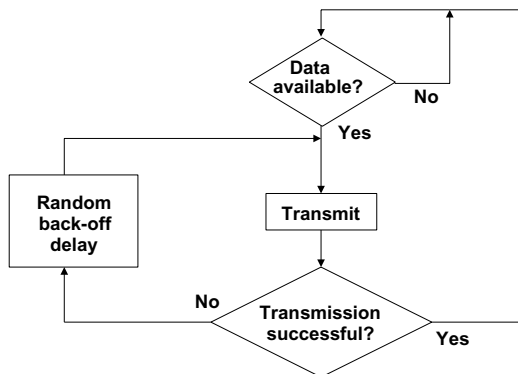 Data
available?
No
Yes
Random
back-off
delay
Transmit
No
Transmission
successful?
Yes